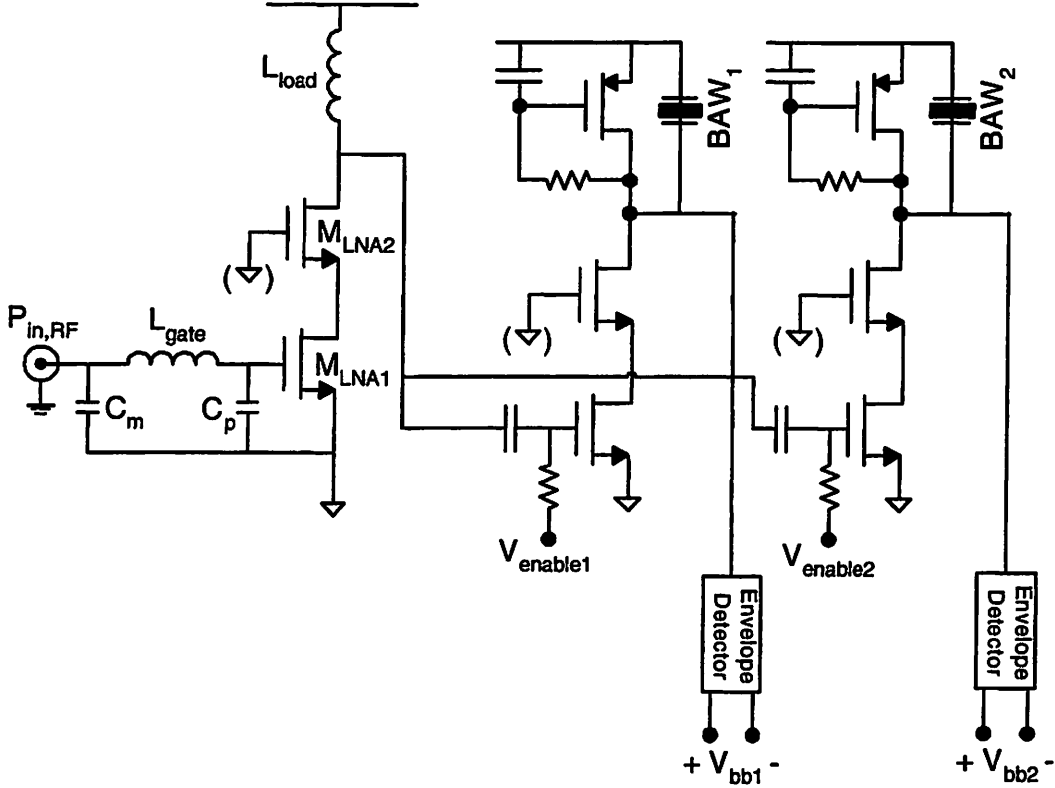 L_load
BAW_1
BAW_2
M_LNA2
( )
P_in,RF
L_gate
M_LNA1
( )
( )
C_m
C_p
V_enable1
V_enable2
Envelope
Detector
Envelope
Detector
+ V_bb1 -
+ V_bb2 -